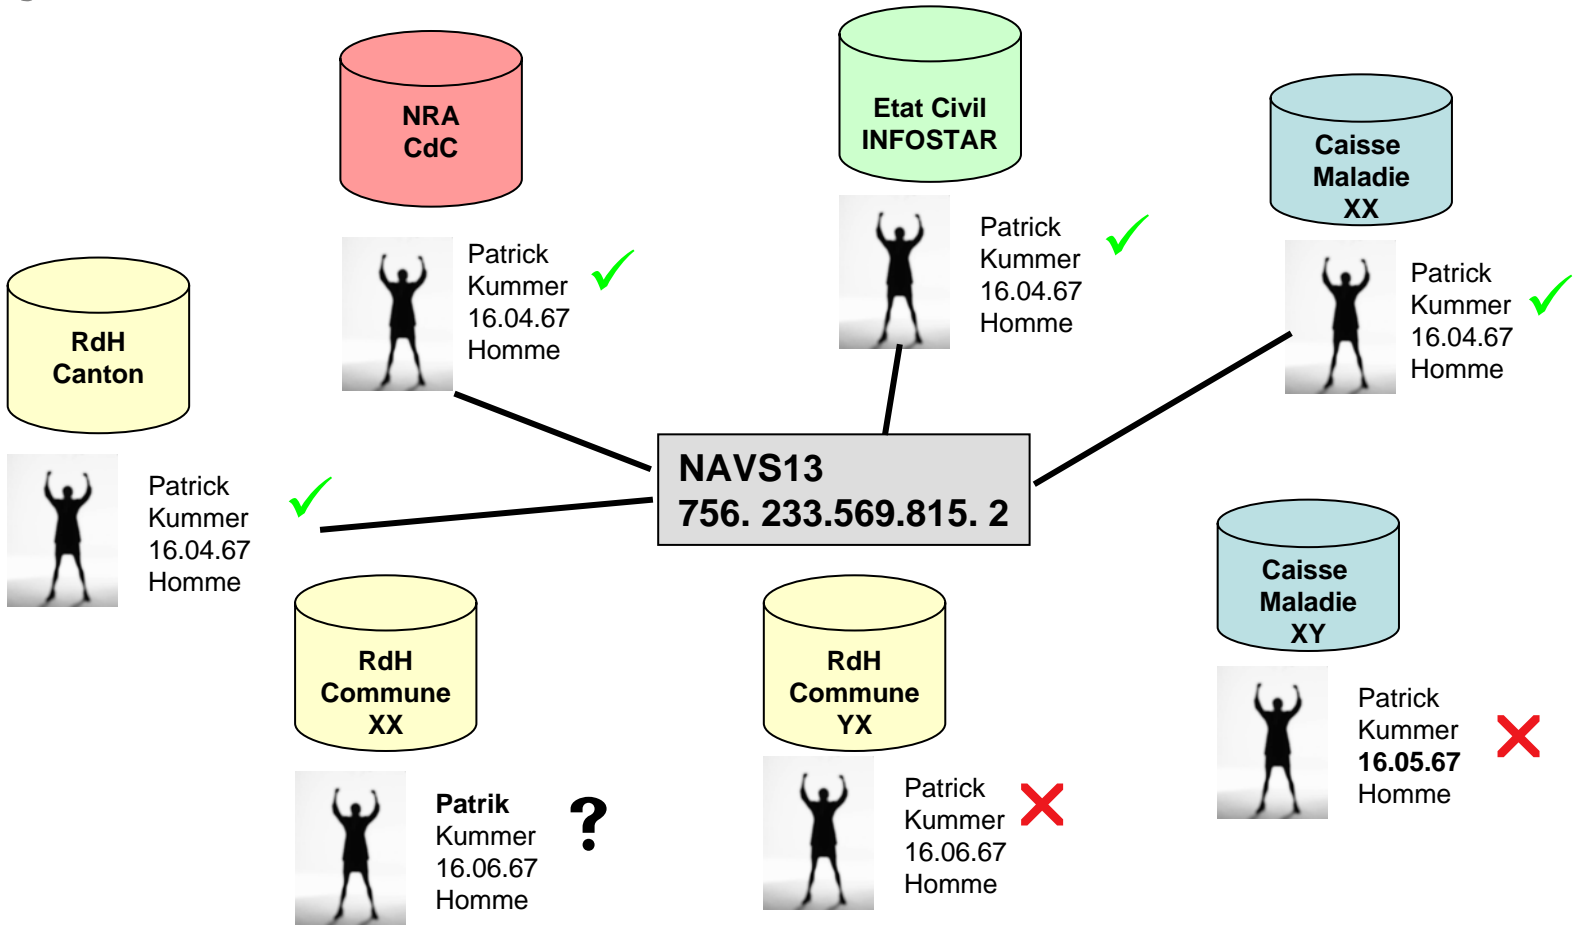 NRA
CdC
Patrick
Kummer
16.04.67
Homme
Etat Civil
INFOSTAR
Patrick
Kummer
16.04.67
Homme
Caisse
Maladie
XX
Patrick
Kummer
16.04.67
Homme
RdH
Canton
Patrick
Kummer
16.04.67
Homme
NAVS13
756. 233.569.815. 2
RdH
Commune
XX
Patrik
Kummer
16.06.67
Homme
?
RdH
Commune
YX
Patrick
Kummer
16.06.67
Homme
Caisse
Maladie
XY
Patrick
Kummer
16.05.67
Homme